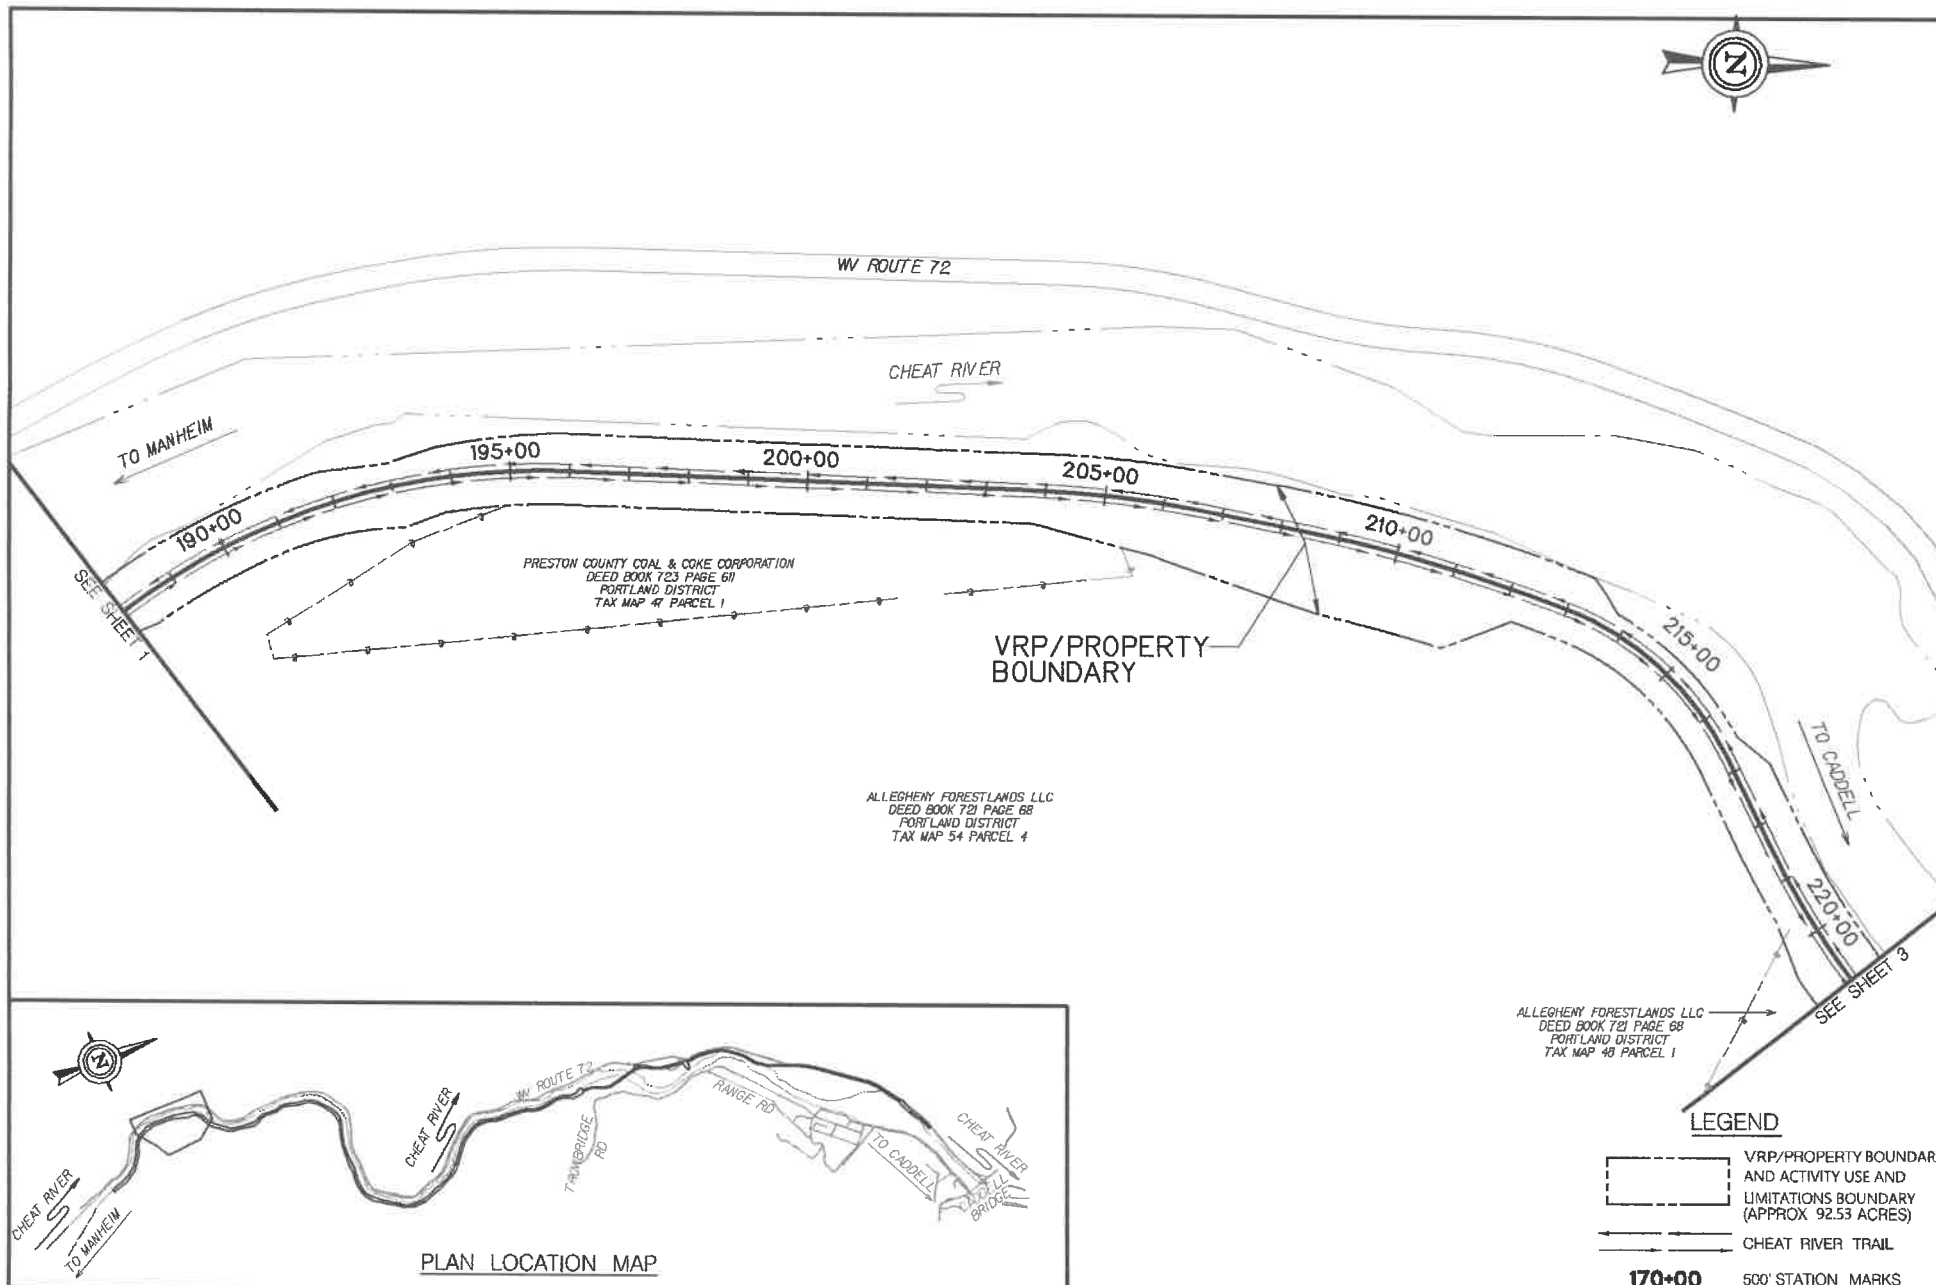 N
WV ROUTE 72
CHEAT RIVER
TO MANHEIM
190+00
195+00
200+00
205+00
210+00
215+00
220+00
SEE SHEET 1
PRESTON COUNTY COAL & COKE CORPORATION
DEED BOOK 723 PAGE 611
PORTLAND DISTRICT
TAX MAP 47 PARCEL 1
VRP/PROPERTY
BOUNDARY
TO CADDELL
ALLEGHENY FORESTLANDS LLC
DEED BOOK 721 PAGE 68
PORTLAND DISTRICT
TAX MAP 54 PARCEL 4
SEE SHEET 3
ALLEGHENY FORESTLANDS LLC
DEED BOOK 721 PAGE 68
PORTLAND DISTRICT
TAX MAP 48 PARCEL 1
N
CHEAT RIVER
TO MANHEIM
CHEAT RIVER
WV ROUTE 72
RD
RANGE RD
TO CADDELL
CHEAT RIVER
BRIDGE
PLAN LOCATION MAP
LEGEND
VRP/PROPERTY BOUNDAR
AND ACTIVITY USE AND
LIMITATIONS BOUNDARY
(APPROX 92.53 ACRES)
CHEAT RIVER TRAIL
170+00 500' STATION MARKS